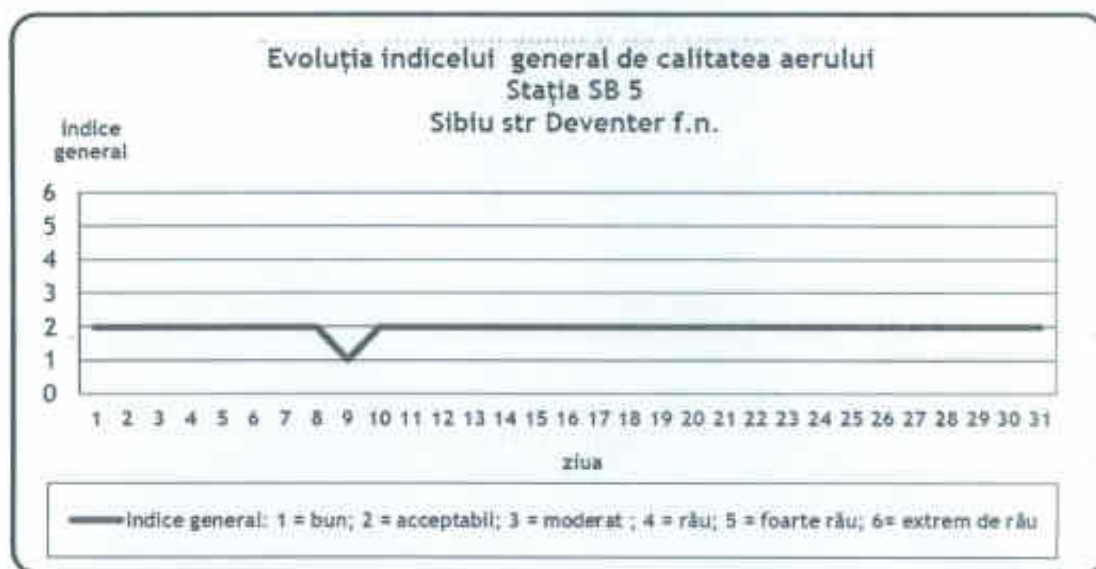 Evoluția indicelui general de calitatea aerului
Stația SB 5
Sibiu str Deventer f.n.
indice
general
6
5
4
3
2
1
0
1 2 3 4 5 6 7 8 9 10 11 12 13 14 15 16 17 18 19 20 21 22 23 24 25 26 27 28 29 30 31
ziua
Indice general: 1 = bun; 2 = acceptabil; 3 = moderat ; 4 = rău; 5 = foarte rău; 6= extrem de rău